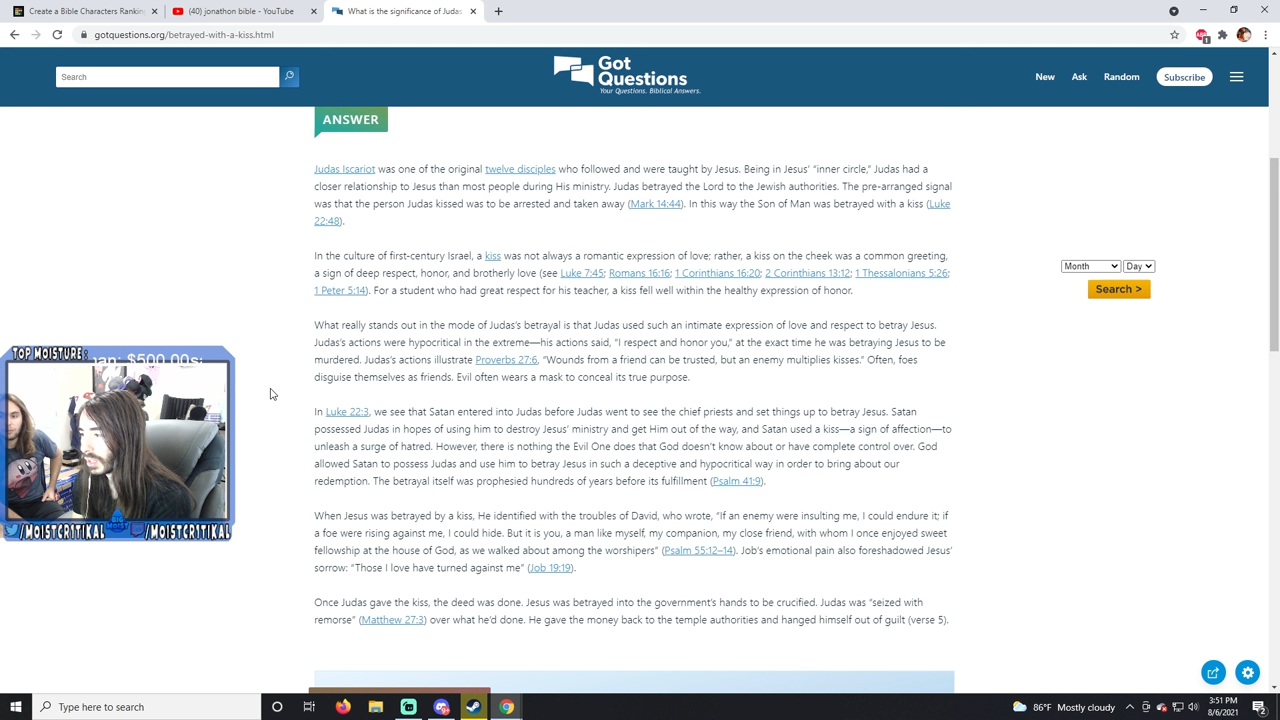 Create a Bible Characters Ranking
(40) jonathon bible - YouTube
What is the significance of Judas
gotquestions.org/betrayed-with-a-kiss.html
1
Search
Got
Questions
Your Questions. Biblical Answers.
New
Ask
Random
Subscribe
ANSWER
Judas Iscariot was one of the original twelve disciples who followed and were taught by Jesus. Being in Jesus’ “inner circle,” Judas had a
closer relationship to Jesus than most people during His ministry. Judas betrayed the Lord to the Jewish authorities. The pre-arranged signal
was that the person Judas kissed was to be arrested and taken away (Mark 14:44). In this way the Son of Man was betrayed with a kiss (Luke
22:48).
In the culture of first-century Israel, a kiss was not always a romantic expression of love; rather, a kiss on the cheek was a common greeting,
a sign of deep respect, honor, and brotherly love (see Luke 7:45; Romans 16:16; 1 Corinthians 16:20; 2 Corinthians 13:12; 1 Thessalonians 5:26;
1 Peter 5:14). For a student who had great respect for his teacher, a kiss fell well within the healthy expression of honor.
Month
Day
Search >
What really stands out in the mode of Judas’s betrayal is that Judas used such an intimate expression of love and respect to betray Jesus.
Judas’s actions were hypocritical in the extreme—his actions said, “I respect and honor you,” at the exact time he was betraying Jesus to be
murdered. Judas’s actions illustrate Proverbs 27:6, “Wounds from a friend can be trusted, but an enemy multiplies kisses.” Often, foes
disguise themselves as friends. Evil often wears a mask to conceal its true purpose.
TOP MOISTURE: $500.00
In Luke 22:3, we see that Satan entered into Judas before Judas went to see the chief priests and set things up to betray Jesus. Satan
possessed Judas in hopes of using him to destroy Jesus’ ministry and get Him out of the way, and Satan used a kiss—a sign of affection—to
unleash a surge of hatred. However, there is nothing the Evil One does that God doesn’t know about or have complete control over. God
allowed Satan to possess Judas and use him to betray Jesus in such a deceptive and hypocritical way in order to bring about our
redemption. The betrayal itself was prophesied hundreds of years before its fulfillment (Psalm 41:9).
BIG
MOIST
/MOISTCR1TIKAL
/MOISTCR1TIKAL
When Jesus was betrayed by a kiss, He identified with the troubles of David, who wrote, “If an enemy were insulting me, I could endure it; if
a foe were rising against me, I could hide. But it is you, a man like myself, my companion, my close friend, with whom I once enjoyed sweet
fellowship at the house of God, as we walked about among the worshipers” (Psalm 55:12–14). Job’s emotional pain also foreshadowed Jesus’
sorrow: “Those I love have turned against me” (Job 19:19).
Once Judas gave the kiss, the deed was done. Jesus was betrayed into the government’s hands to be crucified. Judas was “seized with
remorse” (Matthew 27:3) over what he’d done. He gave the money back to the temple authorities and hanged himself out of guilt (verse 5).
Type here to search
86°F Mostly cloudy
3:51 PM
8/6/2021
2